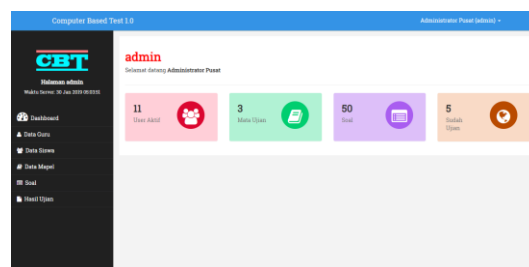 Computer Based Test 1.0
Administrator Pusat (admin)
CBT
Halaman admin
Waktu Server: 30 Jan 2019 05:03:51
Dashboard
Data Guru
Data Siswa
Data Mapel
Soal
Hasil Ujian
admin
Selamat datang Administrator Pusat
11
User Aktif
3
Mata Ujian
50
Soal
5
Sudah
Ujian